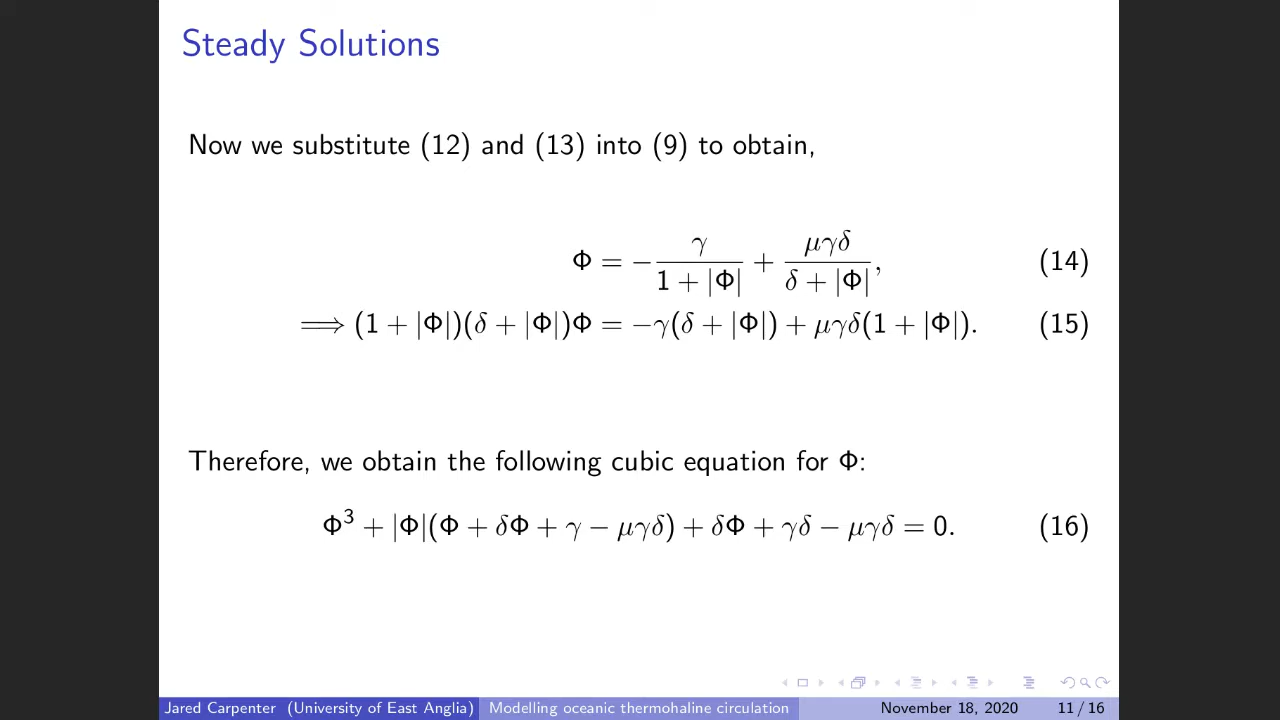 Steady Solutions
Now we substitute (12) and (13) into (9) to obtain,
Φ = −γ/(1 + |Φ|) + μγδ/(δ + |Φ|), (14)
⟹ (1 + |Φ|)(δ + |Φ|)Φ = −γ(δ + |Φ|) + μγδ(1 + |Φ|). (15)
Therefore, we obtain the following cubic equation for Φ:
Φ³ + |Φ|(Φ + δΦ + γ − μγδ) + δΦ + γδ − μγδ = 0. (16)
Jared Carpenter (University of East Anglia) Modelling oceanic thermohaline circulation November 18, 2020 11 / 16